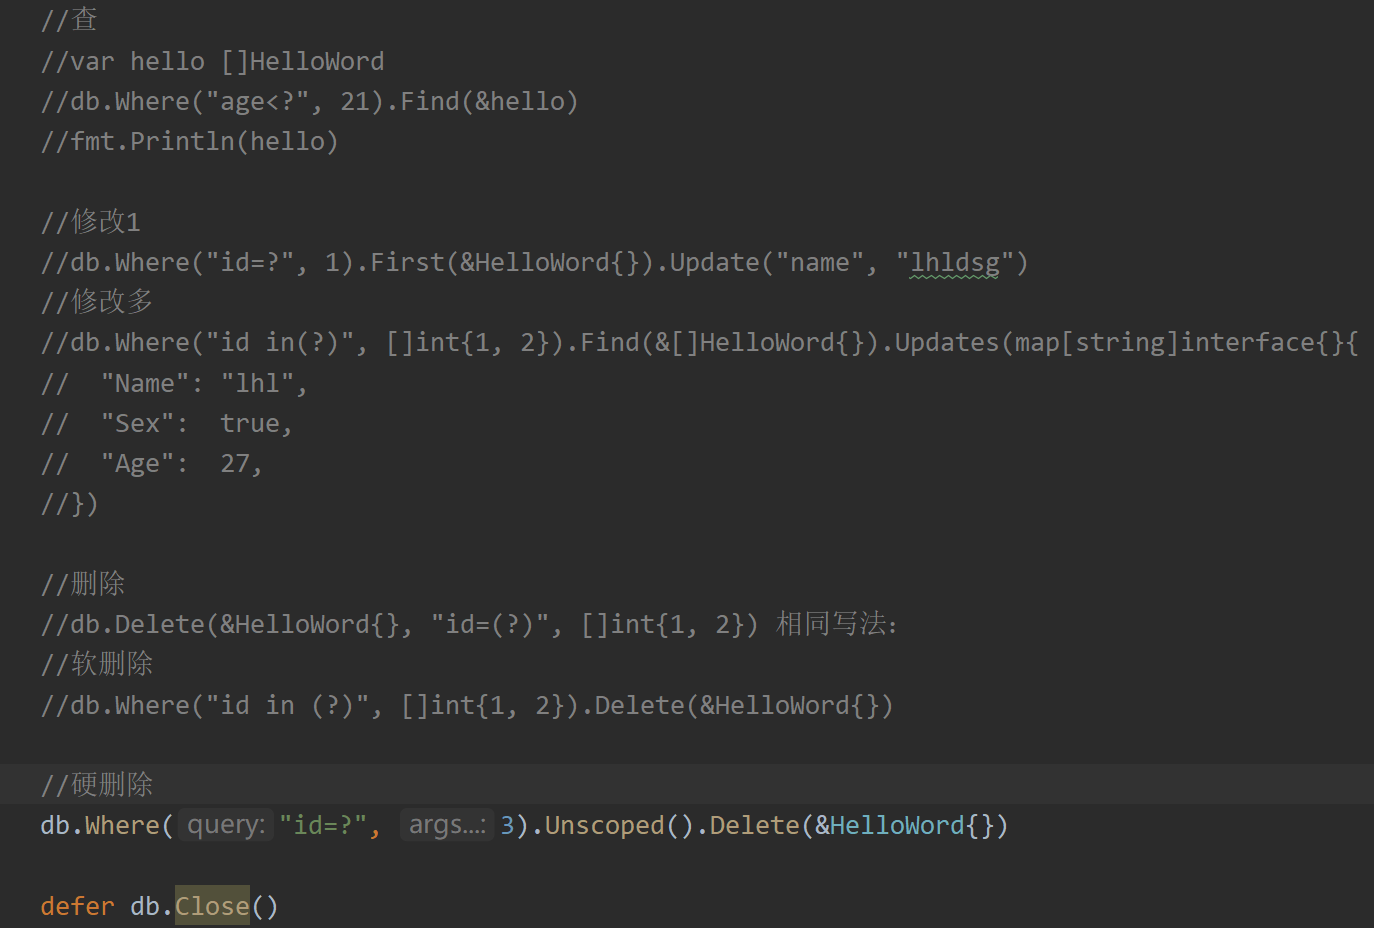 //查
//var hello []HelloWord
//db.Where("age<?", 21).Find(&hello)
//fmt.Println(hello)
//修改1
//db.Where("id=?", 1).First(&HelloWord{}).Update("name", "lhldsg")
//修改多
//db.Where("id in(?)", []int{1, 2}).Find(&[]HelloWord{}).Updates(map[string]interface{}{
//  "Name": "lhl",
//  "Sex":  true,
//  "Age":  27,
//})
//删除
//db.Delete(&HelloWord{}, "id=(?)", []int{1, 2}) 相同写法:
//软删除
//db.Where("id in (?)", []int{1, 2}).Delete(&HelloWord{})
//硬删除
db.Where( query: "id=?",  args...: 3).Unscoped().Delete(&HelloWord{})
defer db.Close()